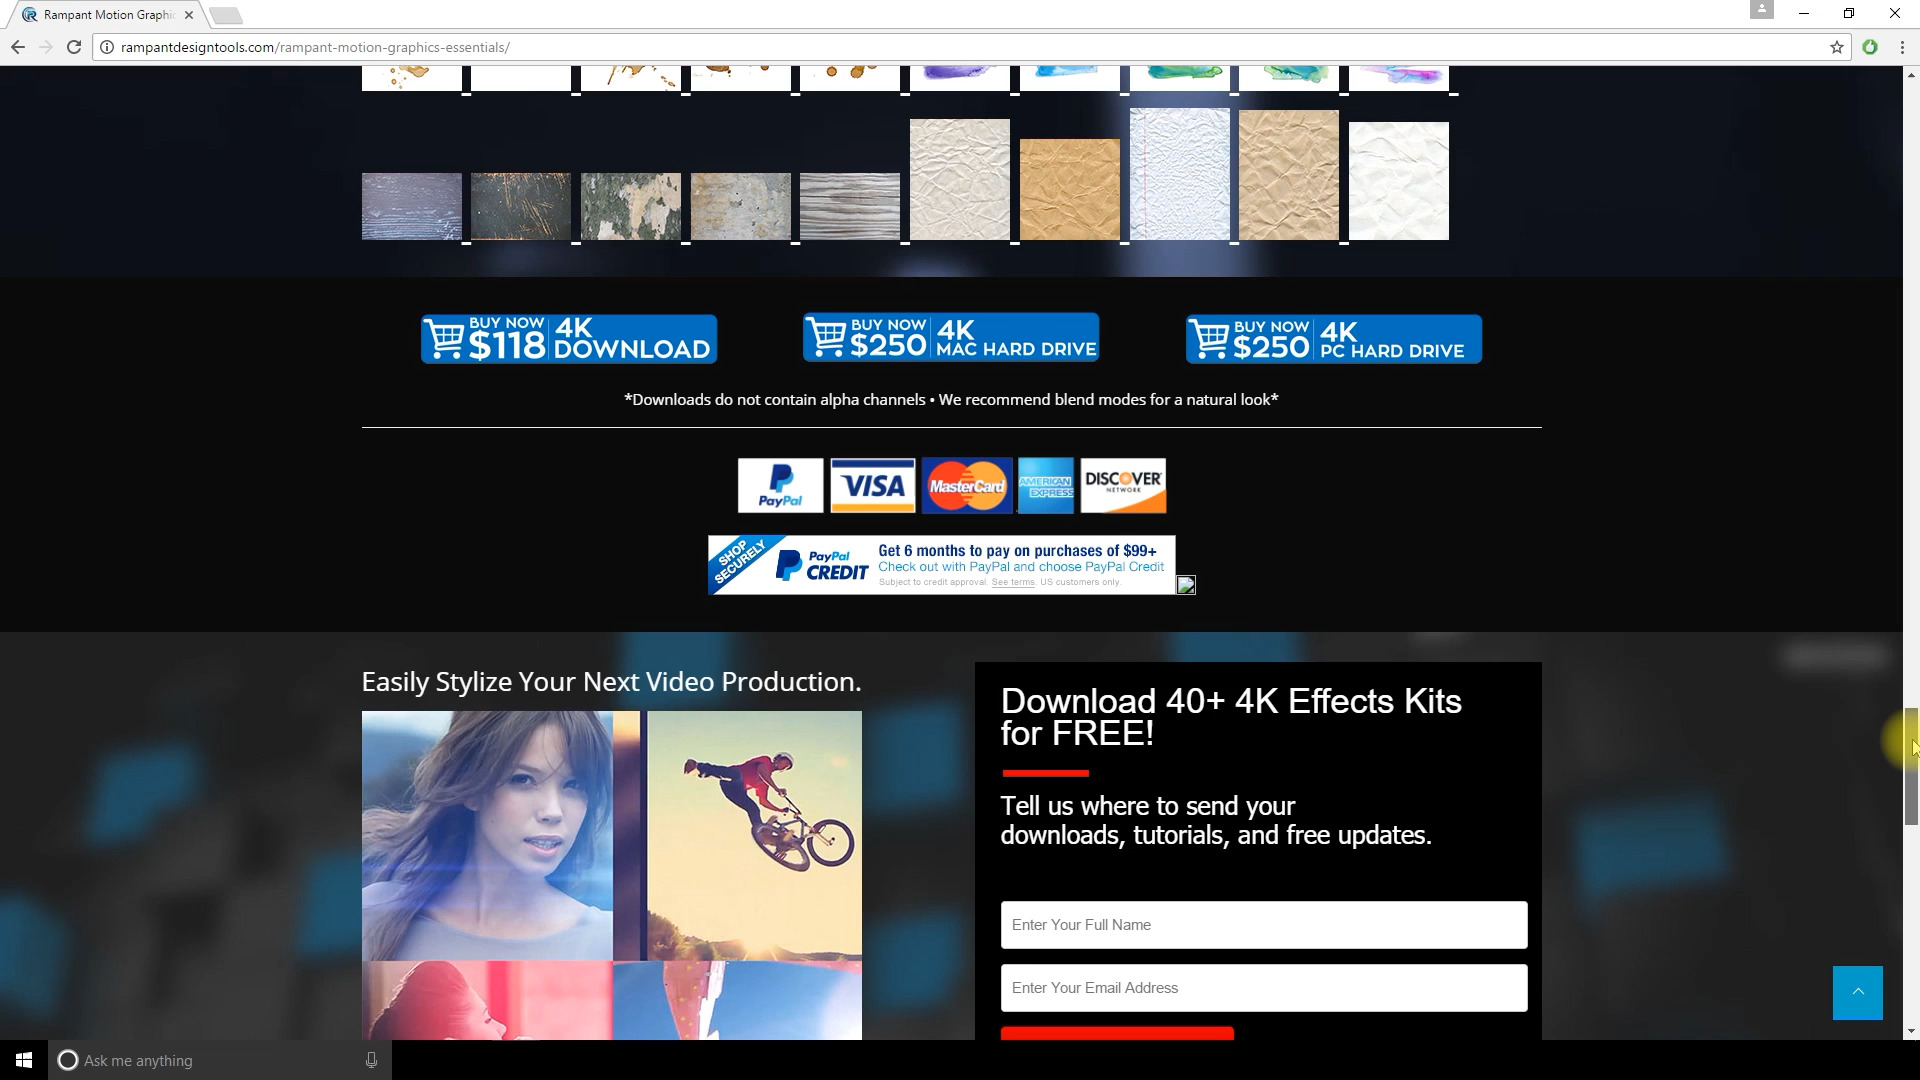 Rampant Motion Graphic
rampantdesigntools.com/rampant-motion-graphics-essentials/
BUY NOW
$118
4K
DOWNLOAD
BUY NOW
$250
4K
MAC HARD DRIVE
BUY NOW
$250
4K
PC HARD DRIVE
*Downloads do not contain alpha channels • We recommend blend modes for a natural look*
PayPal
VISA
MasterCard
AMERICAN
EXPRESS
DISCOVER
NETWORK
SHOP
SECURELY
PayPal
CREDIT
Get 6 months to pay on purchases of $99+
Check out with PayPal and choose PayPal Credit
Subject to credit approval. See terms. US customers only.
Easily Stylize Your Next Video Production.
Download 40+ 4K Effects Kits
for FREE!
Tell us where to send your
downloads, tutorials, and free updates.
Enter Your Full Name
Enter Your Email Address
Ask me anything